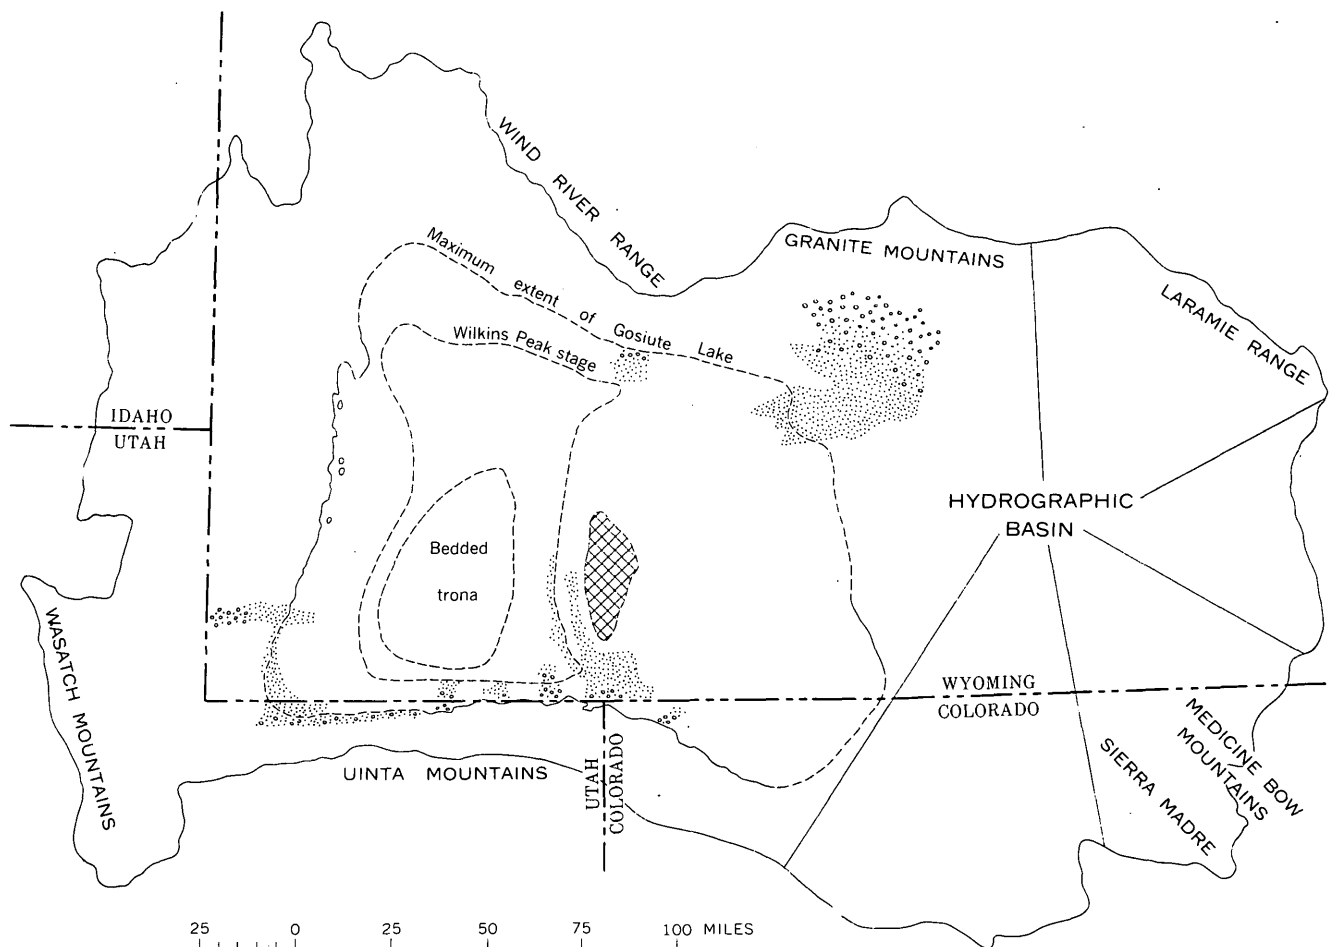 WIND RIVER RANGE
GRANITE MOUNTAINS
LARAMIE RANGE
Maximum extent of Gosiute Lake
Wilkins Peak stage
IDAHO
UTAH
HYDROGRAPHIC
BASIN
Bedded
trona
WASATCH MOUNTAINS
WYOMING
COLORADO
MEDICINE BOW
MOUNTAINS
SIERRA MADRE
UINTA MOUNTAINS
UTAH
COLORADO
25 0 25 50 75 100 MILES